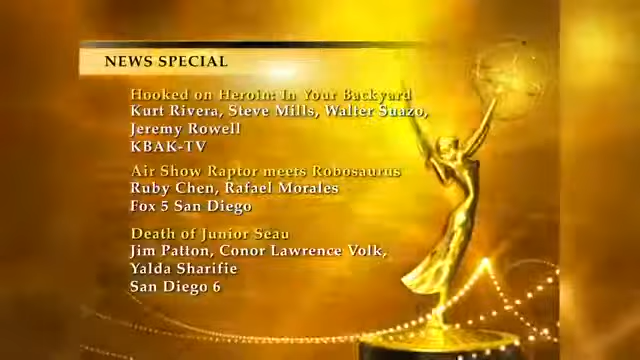 NEWS SPECIAL
Hooked on Heroin: In Your Backyard
Kurt Rivera, Steve Mills, Walter Suazo,
Jeremy Rowell
KBAK-TV
Air Show Raptor meets Robosaurus
Ruby Chen, Rafael Morales
Fox 5 San Diego
Death of Junior Seau
Jim Patton, Conor Lawrence Volk,
Yalda Sharifie
San Diego 6